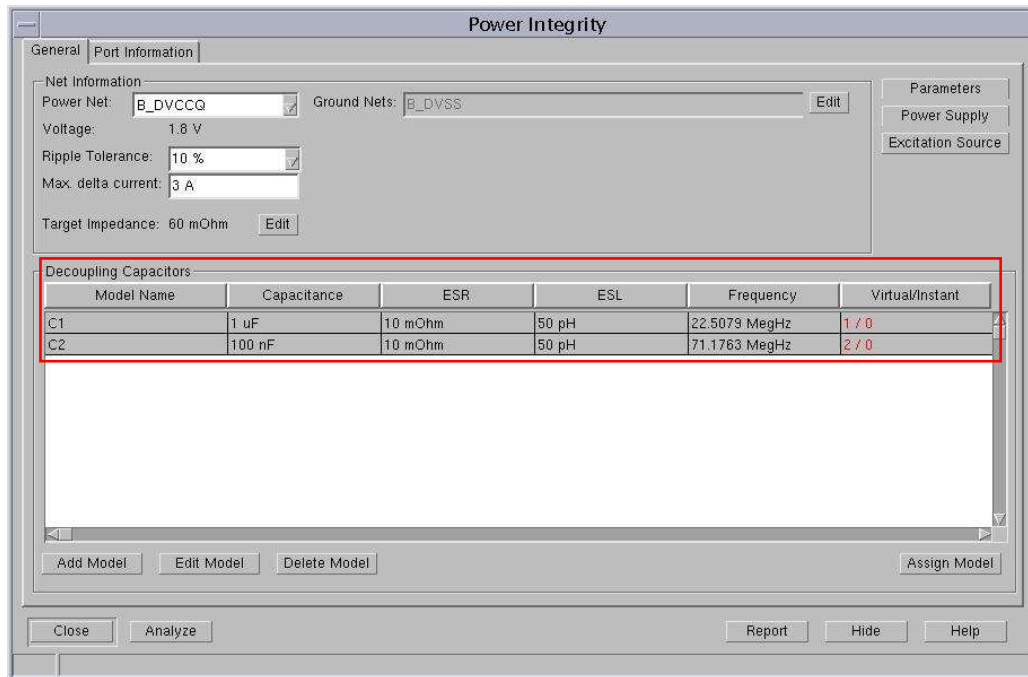 Power Integrity
General Port Information
Net Information
Power Net: B_DVCCQ Ground Nets: B_DVSS Edit
Parameters
Voltage: 1.8 V
Power Supply
Ripple Tolerance: 10 %
Excitation Source
Max. delta current: 3 A
Target Impedance: 60 mOhm Edit
Decoupling Capacitors
Model Name Capacitance ESR ESL Frequency Virtual/Instant
C1 1 uF 10 mOhm 50 pH 22.5079 MegHz 1 / 0
C2 100 nF 10 mOhm 50 pH 71.1763 MegHz 2 / 0
Add Model Edit Model Delete Model Assign Model
Close Analyze Report Hide Help